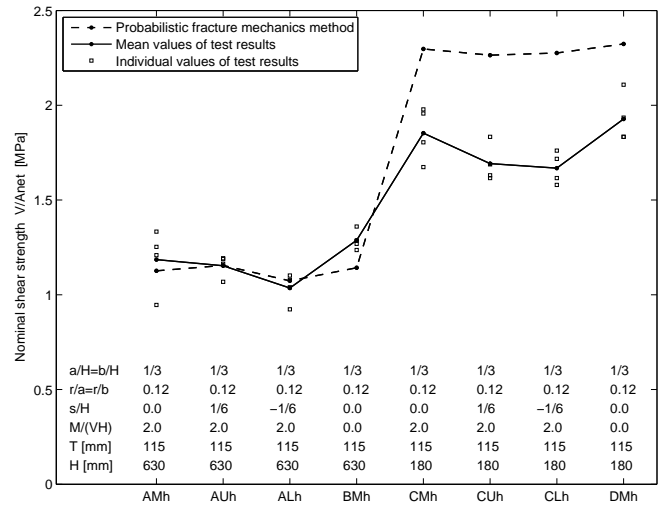 2.5
Probabilistic fracture mechanics method
Mean values of test results
Individual values of test results
2
1.5
1
0.5
0
Nominal shear strength V/Anet [MPa]
a/H=b/H 1/3 1/3 1/3 1/3 1/3 1/3 1/3 1/3
r/a=r/b 0.12 0.12 0.12 0.12 0.12 0.12 0.12 0.12
s/H 0.0 1/6 −1/6 0.0 0.0 1/6 −1/6 0.0
M/(VH) 2.0 2.0 2.0 0.0 2.0 2.0 2.0 0.0
T [mm] 115 115 115 115 115 115 115 115
H [mm] 630 630 630 630 180 180 180 180
AMh AUh ALh BMh CMh CUh CLh DMh